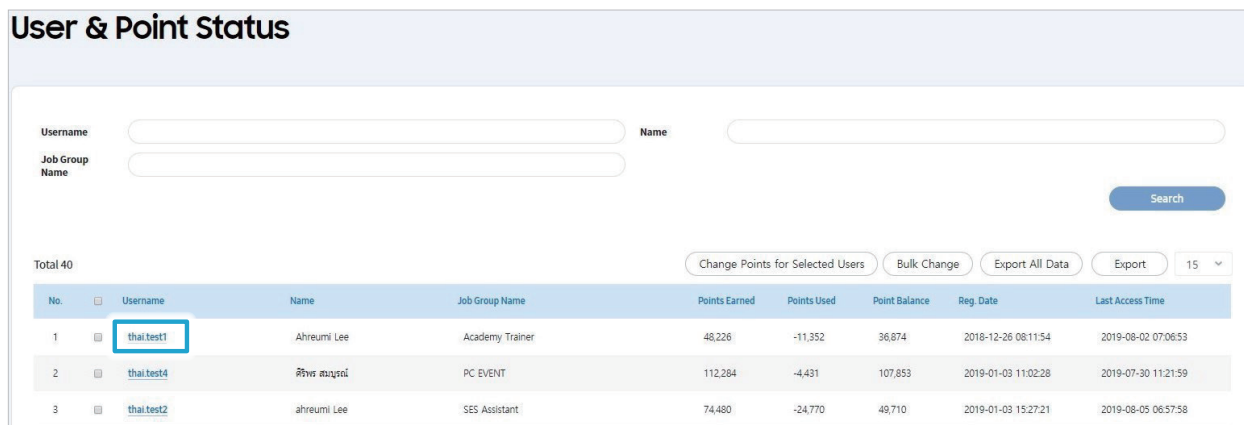 User & Point Status
Username Name
Job Group Name
Search
Total 40 Change Points for Selected Users Bulk Change Export All Data Export 15
No. Username Name Job Group Name Points Earned Points Used Point Balance Reg. Date Last Access Time
1 thai.test1 Ahreumi Lee Academy Trainer 48,226 -11,352 36,874 2018-12-26 08:11:54 2019-08-02 07:06:53
2 thai.test4 ศิริพร สมบูรณ์ PC EVENT 112,284 -4,431 107,853 2019-01-03 11:02:28 2019-07-30 11:21:59
3 thai.test2 ahreumi Lee SES Assistant 74,480 -24,770 49,710 2019-01-03 15:27:21 2019-08-05 06:57:58